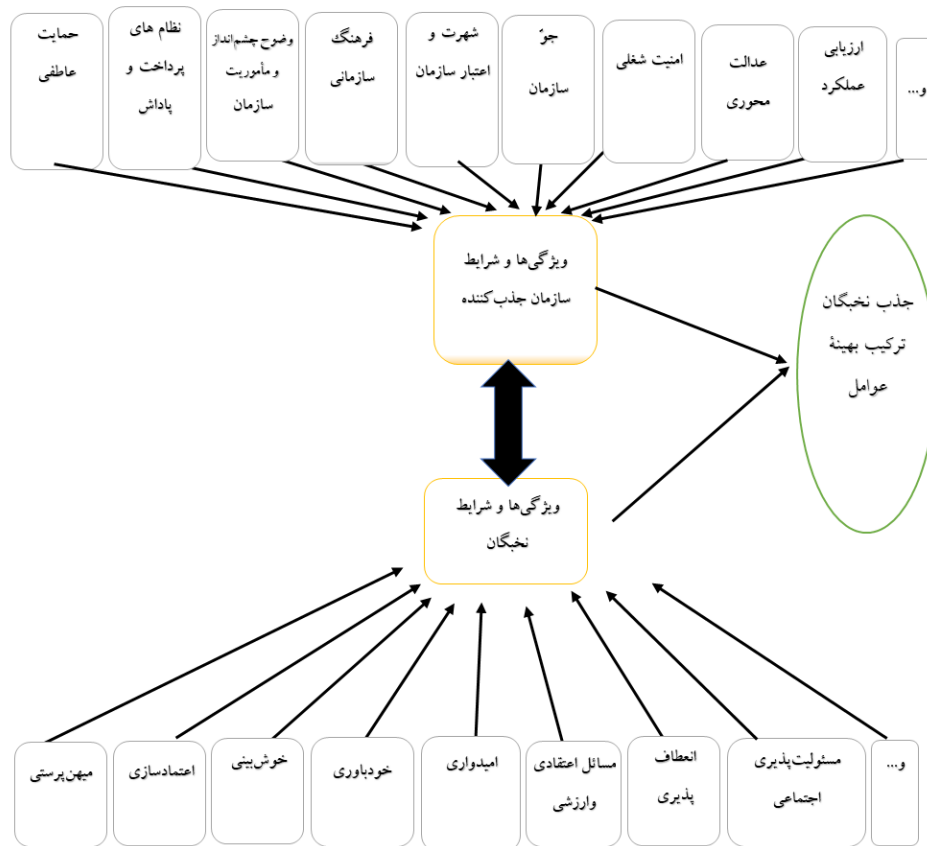 ارزیابی
عملکرد
عدالت
محوری
امنیت شغلی
جوّ
سازمان
شهرت و
اعتبار سازمان
فرهنگ
سازمانی
وضوح چشم‌انداز
و مأموریت
سازمان
نظام های
پرداخت و
پاداش
حمایت
عاطفی
و...
ویژگی‌ها و شرایط
سازمان جذب‌کننده
جذب نخبگان
ترکیب بهینهٔ
عوامل
ویژگی‌ها و شرایط
نخبگان
و...
مسئولیت‌پذیری
اجتماعی
انعطاف
پذیری
مسائل اعتقادی
وارزشی
امیدواری
خودباوری
خوش‌بینی
اعتمادسازی
میهن‌پرستی